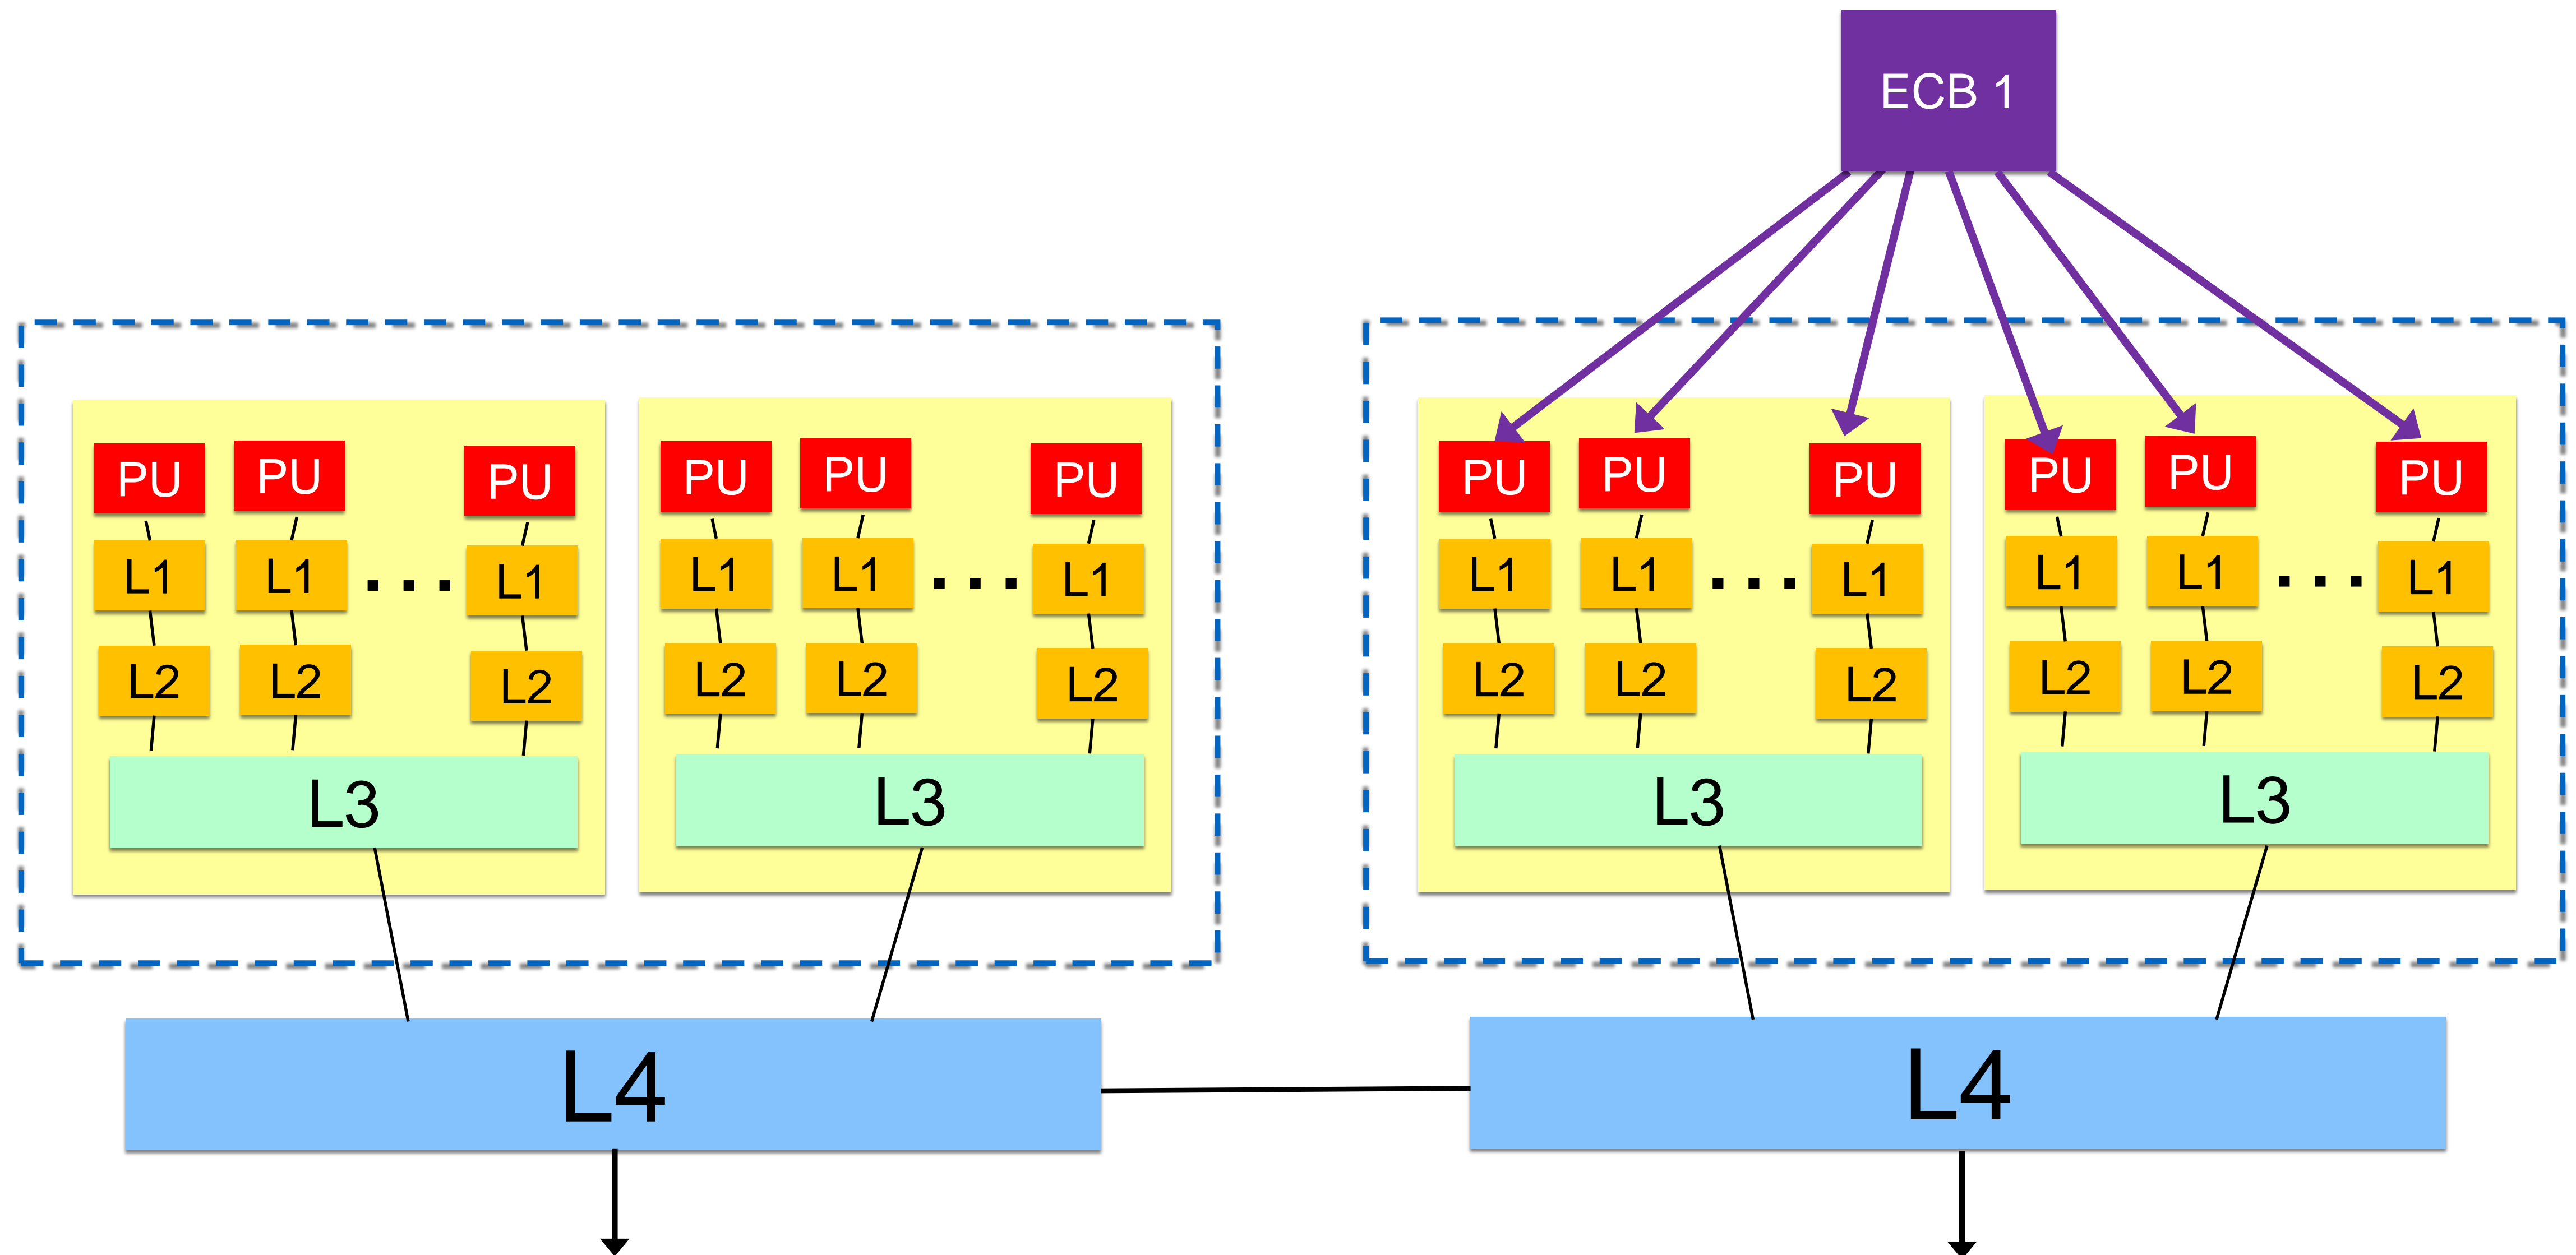 ECB 1
PU PU PU PU PU PU PU PU PU PU PU PU
L1 L1 ... L1 L1 L1 ... L1 L1 L1 ... L1 L1 L1 ... L1
L2 L2 L2 L2 L2 L2 L2 L2 L2 L2 L2 L2
L3 L3 L3 L3
L4 L4